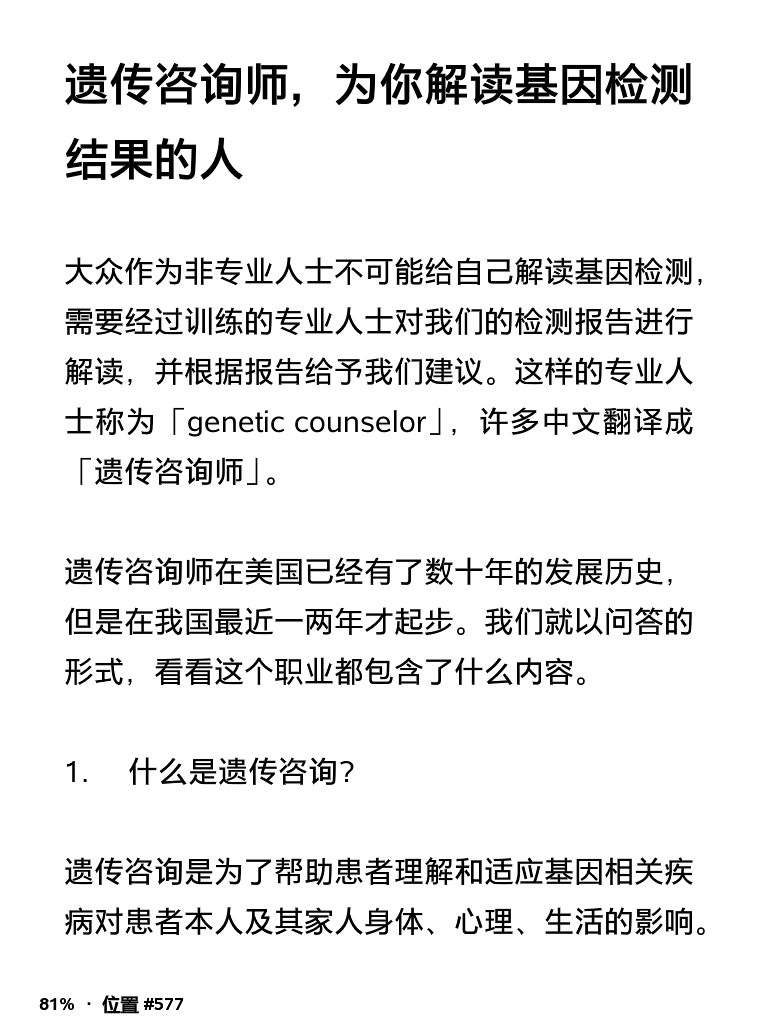 遗传咨询师，为你解读基因检测
结果的人
大众作为非专业人士不可能给自己解读基因检测，
需要经过训练的专业人士对我们的检测报告进行
解读，并根据报告给予我们建议。这样的专业人
士称为「genetic counselor」，许多中文翻译成
「遗传咨询师」。
遗传咨询师在美国已经有了数十年的发展历史，
但是在我国最近一两年才起步。我们就以问答的
形式，看看这个职业都包含了什么内容。
1. 什么是遗传咨询？
遗传咨询是为了帮助患者理解和适应基因相关疾
病对患者本人及其家人身体、心理、生活的影响。
81% · 位置 #577